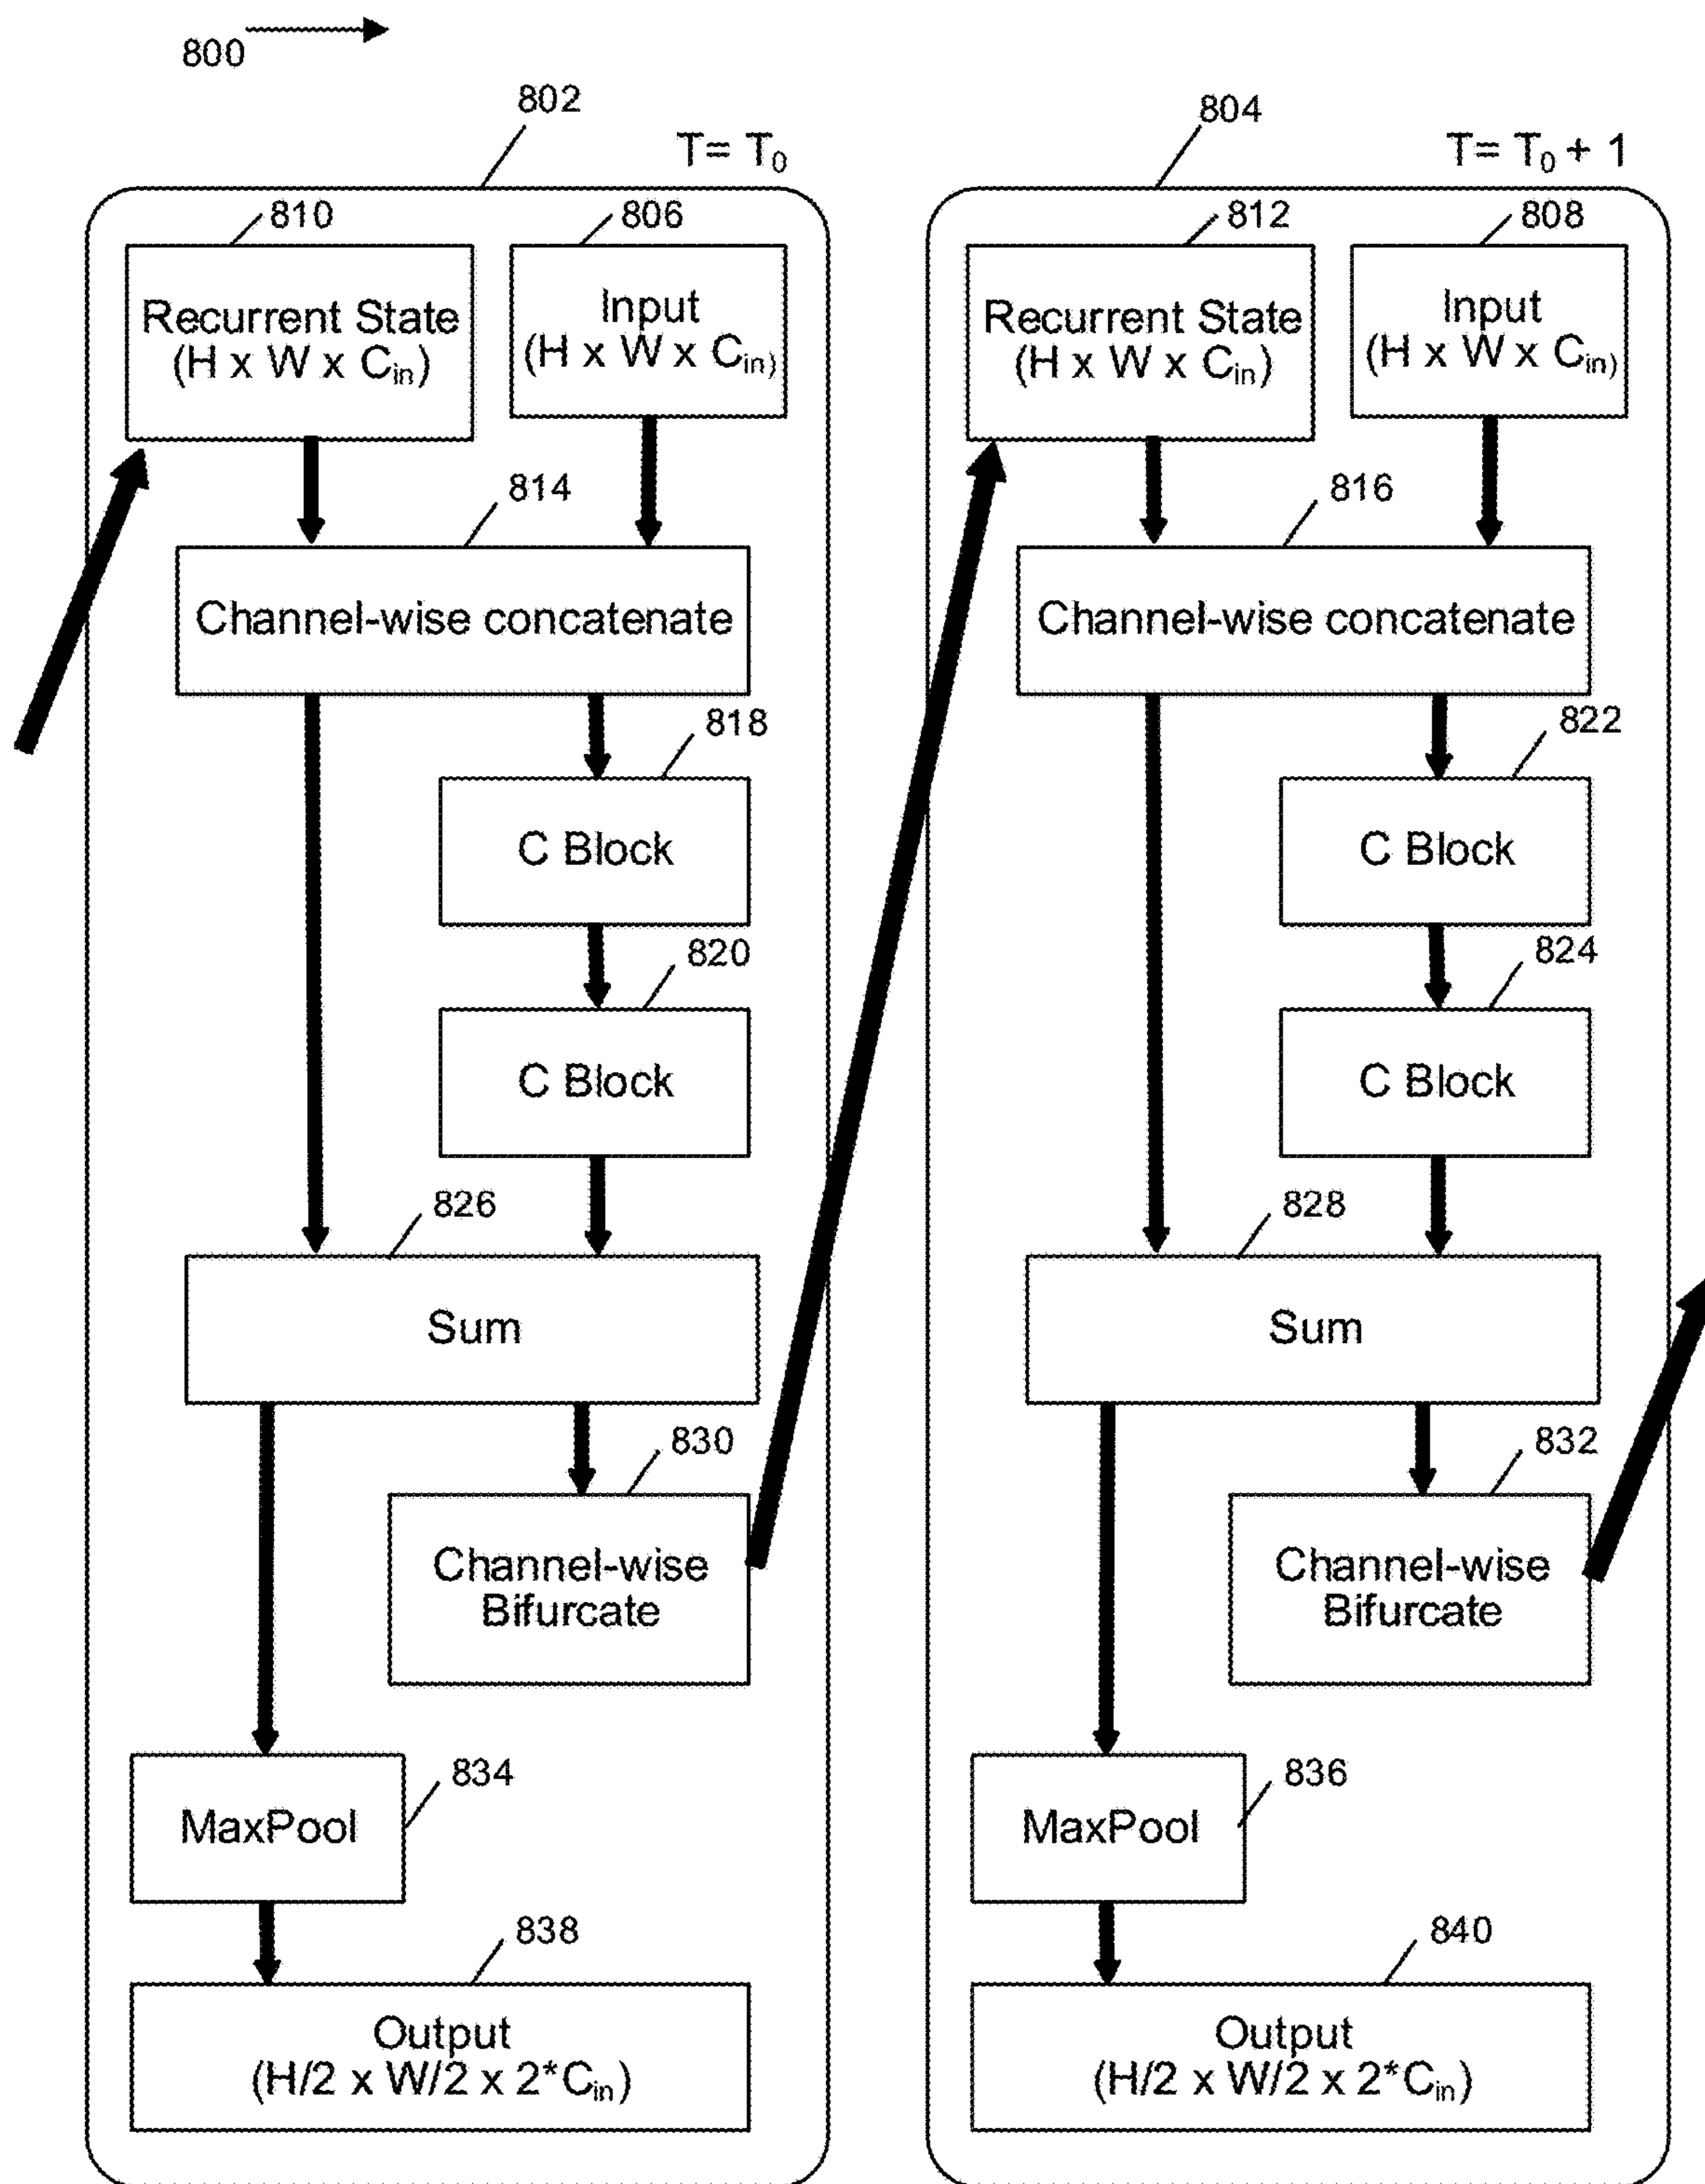 800
802
T= T₀
810
806
Recurrent State
(H x W x Cᵢₙ)
Input
(H x W x Cᵢₙ)
814
Channel-wise concatenate
818
C Block
820
C Block
826
Sum
830
Channel-wise
Bifurcate
834
MaxPool
838
Output
(H/2 x W/2 x 2*Cᵢₙ)
804
T= T₀ + 1
812
808
Recurrent State
(H x W x Cᵢₙ)
Input
(H x W x Cᵢₙ)
816
Channel-wise concatenate
822
C Block
824
C Block
828
Sum
832
Channel-wise
Bifurcate
836
MaxPool
840
Output
(H/2 x W/2 x 2*Cᵢₙ)